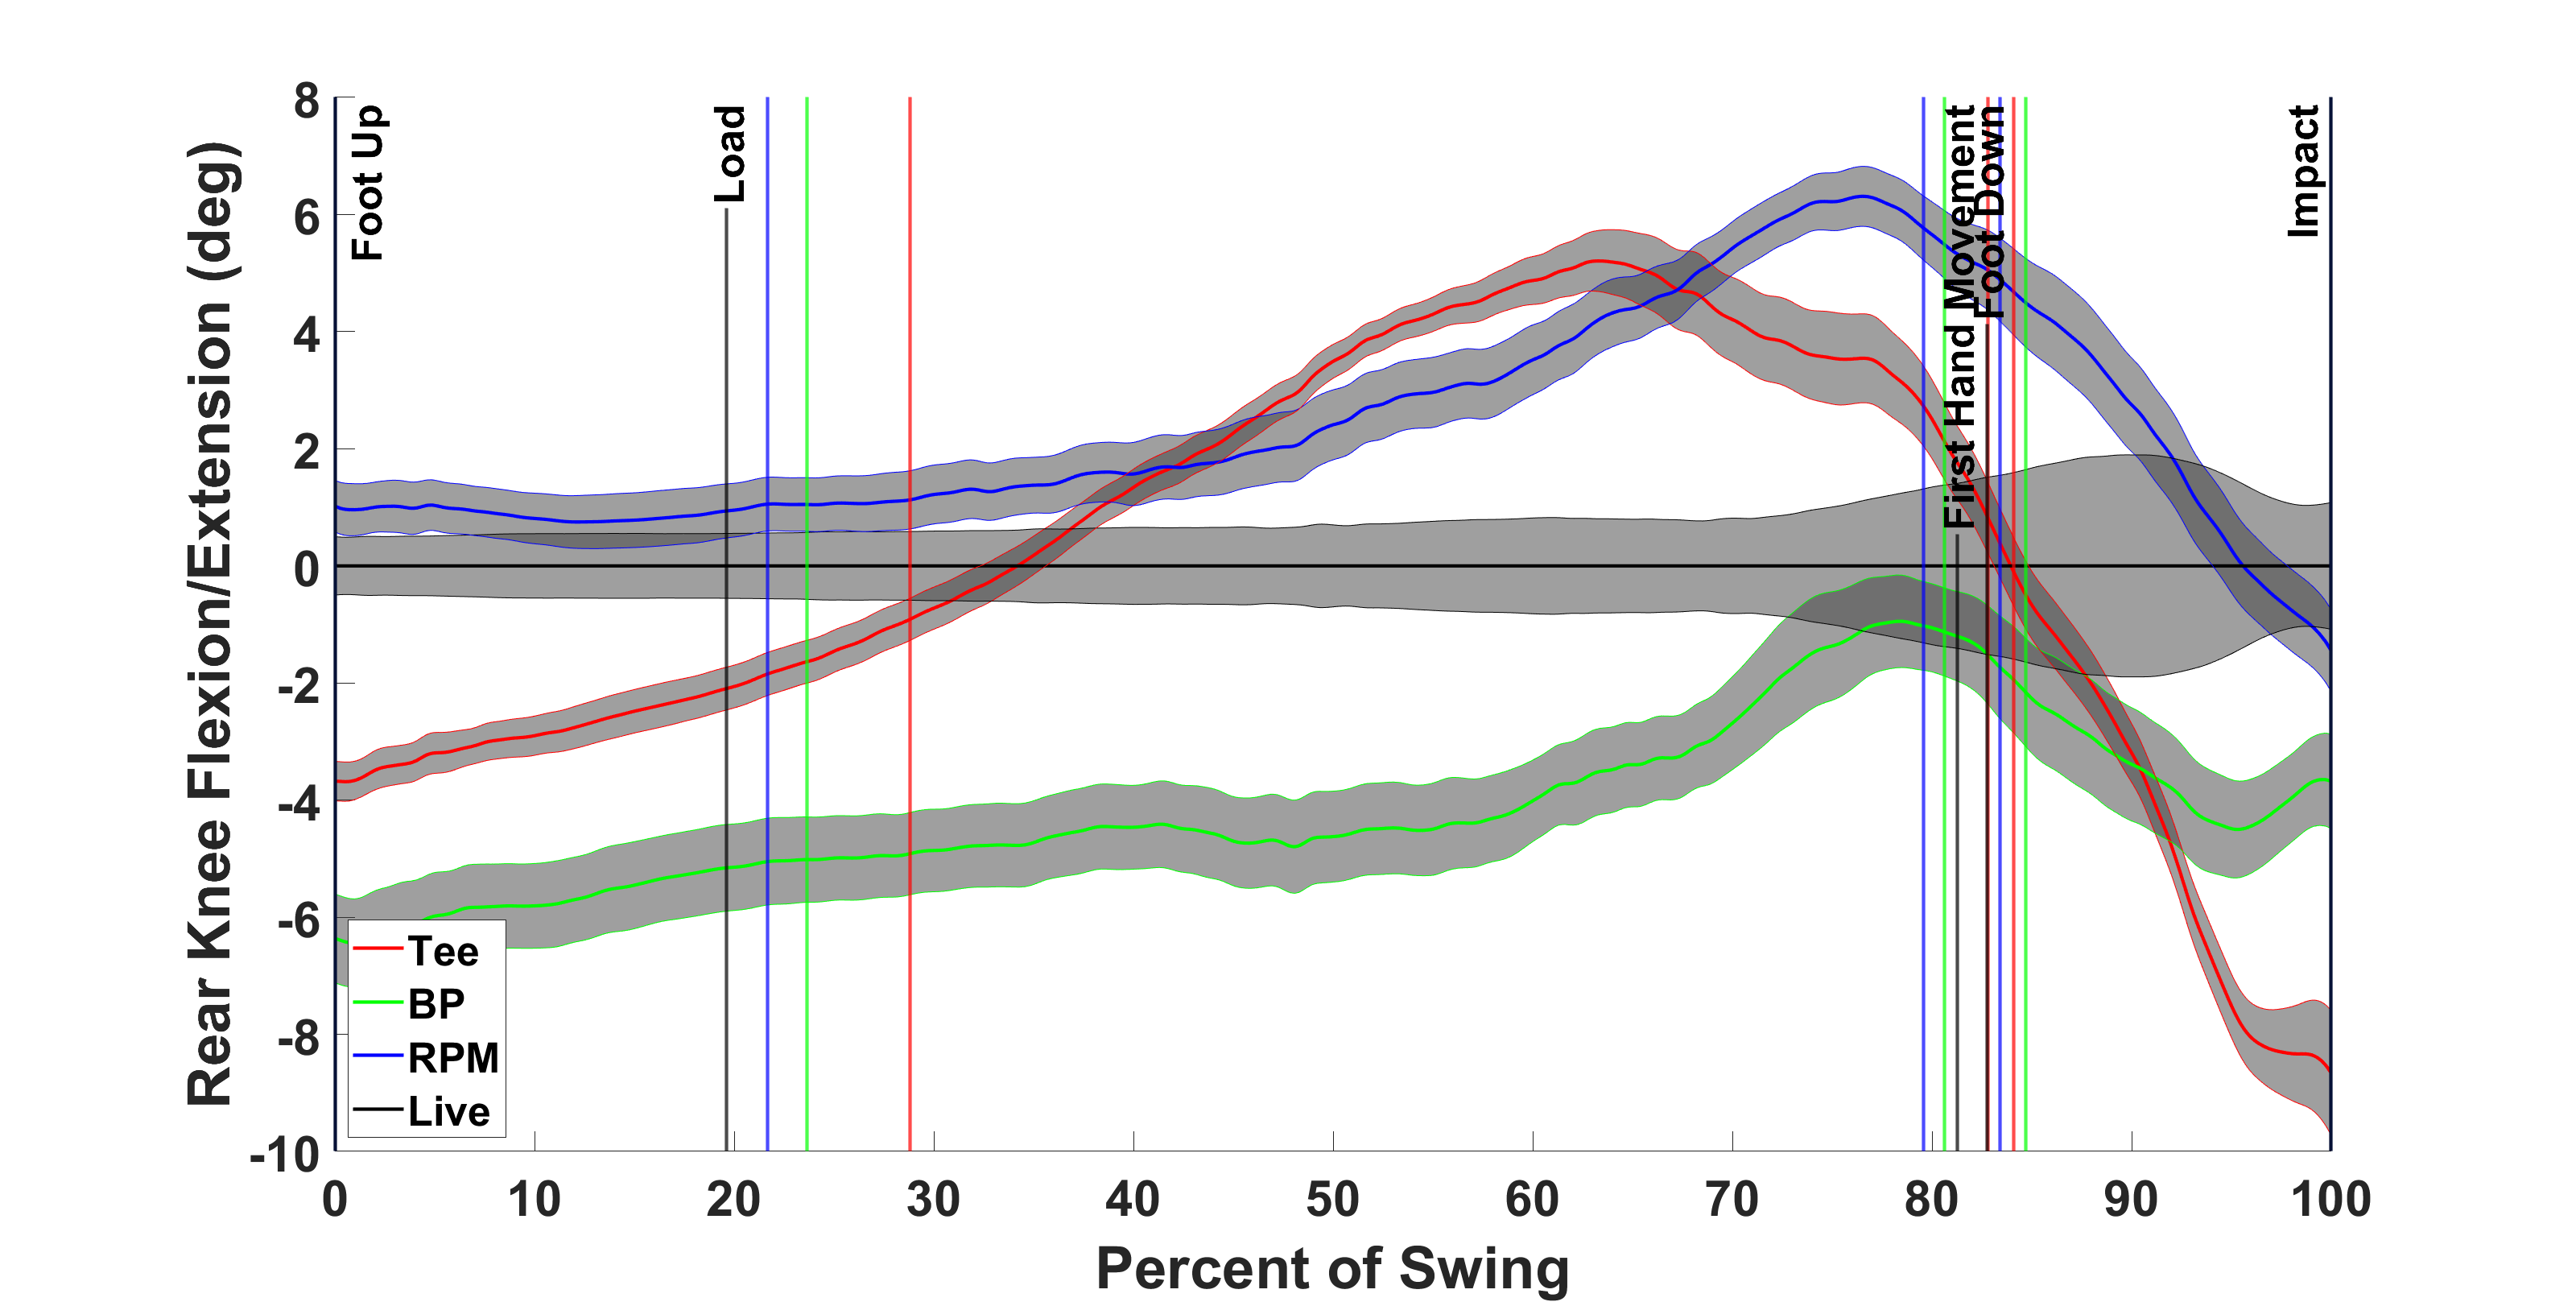 Rear Knee Flexion/Extension (deg)
8
6
4
2
0
-2
-4
-6
-8
-10
Foot Up
Load
First Hand Movement
Foot Down
Impact
Tee
BP
RPM
Live
0 10 20 30 40 50 60 70 80 90 100
Percent of Swing